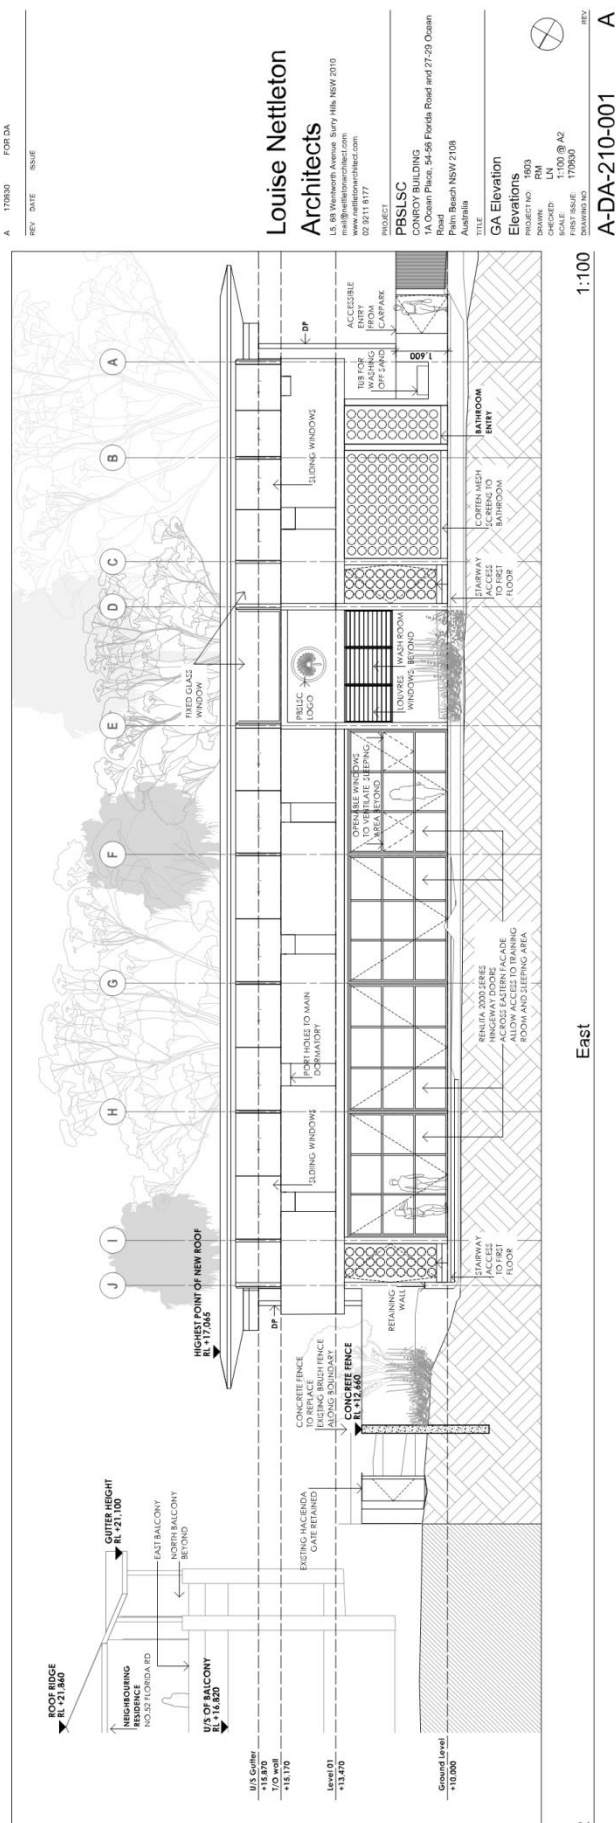 ROOF RIDGE
RL +21,860
GUTTER HEIGHT
RL +21,100
NEIGHBOURING
RESIDENCE
NO.52 FLORIDA RD
EAST BALCONY
NORTH BALCONY
BEYOND
U/S OF BALCONY
RL +16,820
U/S Gutter
+15,870
T/O wall
+15,170
Level 01
+13,470
Ground Level
+10,000
HIGHEST POINT OF NEW ROOF
RL +17,065
J
I
H
G
F
E
D
C
B
A
DP
CONCRETE FENCE
TO REPLACE
EXISTING BRUSH FENCE
ALONG BOUNDARY
CONCRETE FENCE
RL +12,660
EXISTING HACIENDA
GATE RETAINED
RETAINING
WALL
STAIRWAY
ACCESS
TO FIRST
FLOOR
SLDIING WINDOWS
PORT HOLES TO MAIN
DORMATORY
RENLITA 2000 SERIES
HINGEWAY DOORS
ACROSS EASTERN FACADE
ALLOW ACCESS TO TRAINING
ROOM AND SLEEPING AREA
OPENABLE WINDOWS
TO VENTILATE SLEEPING
AREA BEYOND
FIXED GLASS
WINDOW
PBSLSC
LOGO
LOUVRES
WINDOWS
WASH ROOM
BEYOND
STAIRWAY
ACCESS
TO FIRST
FLOOR
CORTEN MESH
SCREENS TO
BATHROOM
BATHROOM
ENTRY
SLIDING WINDOWS
TUB FOR
WASHING
OFF SAND
1,600
DP
ACCESSIBLE
ENTRY
FROM
CARPARK
East
1:100
A 170630 FOR DA
REV DATE ISSUE
Louise Nettleton
Architects
L5, 68 Wentworth Avenue Surry Hills NSW 2010
mail@nettletonarchitect.com
www.nettletonarchitect.com
02 9211 6177
PROJECT
PBSLSC
CONROY BUILDING
1A Ocean Place, 54-56 Florida Road and 27-29 Ocean
Road
Palm Beach NSW 2108
Australia
TITLE
GA Elevation
Elevations
PROJECT NO: 1603
DRAWN: RM
CHECKED: LN
SCALE: 1:100 @ A2
FIRST ISSUE: 170630
DRAWING NO REV
A-DA-210-001 A